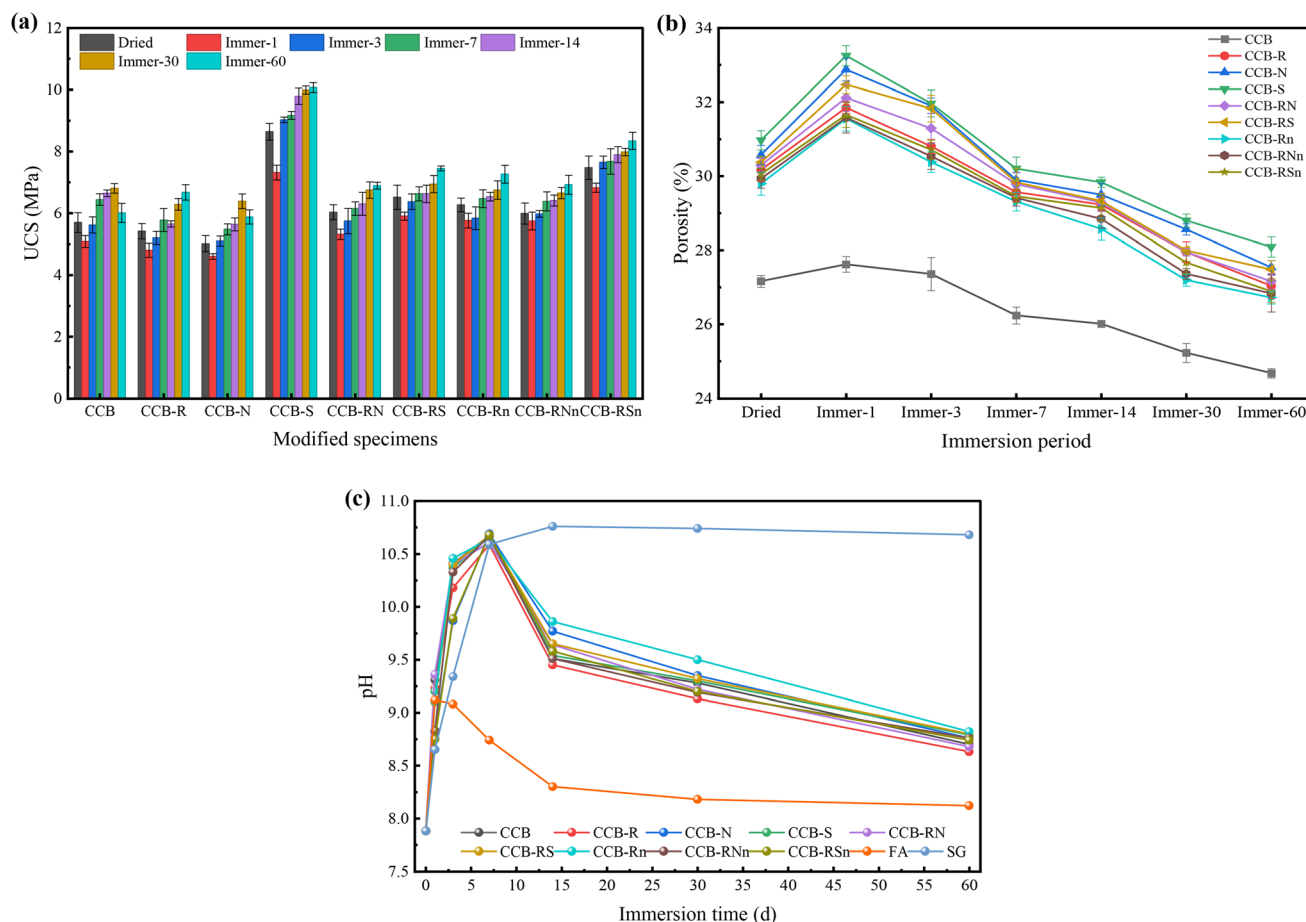 (a)
12
10
8
6
4
2
0
UCS (MPa)
Dried Immer-1 Immer-3 Immer-7 Immer-14
Immer-30 Immer-60
CCB CCB-R CCB-N CCB-S CCB-RN CCB-RS CCB-Rn CCB-RNn CCB-RSn
Modified specimens
(b)
34
32
30
28
26
24
Porosity (%)
CCB
CCB-R
CCB-N
CCB-S
CCB-RN
CCB-RS
CCB-Rn
CCB-RNn
CCB-RSn
Dried Immer-1 Immer-3 Immer-7 Immer-14 Immer-30 Immer-60
Immersion period
(c)
11.0
10.5
10.0
9.5
9.0
8.5
8.0
7.5
pH
CCB CCB-R CCB-N CCB-S CCB-RN
CCB-RS CCB-Rn CCB-RNn CCB-RSn FA SG
0 5 10 15 20 25 30 35 40 45 50 55 60
Immersion time (d)